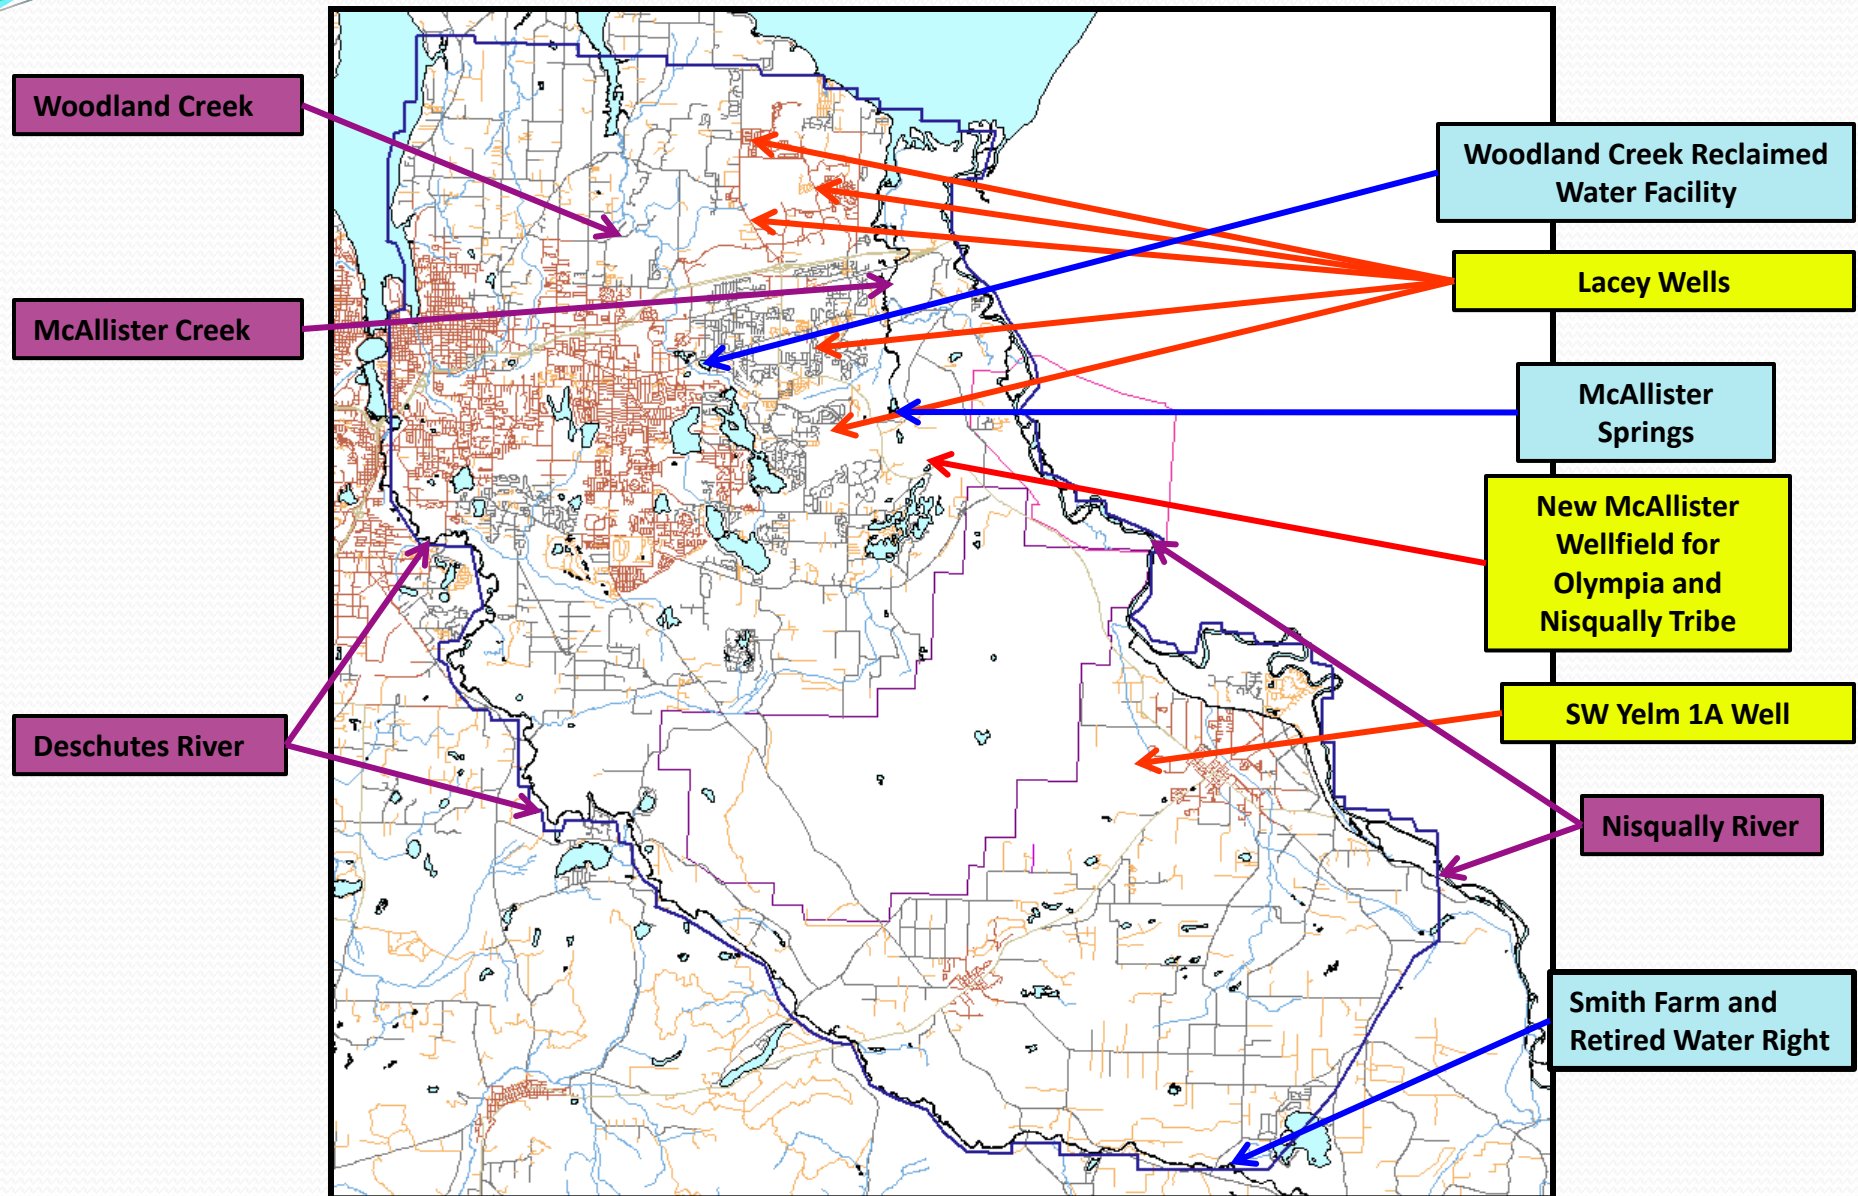 Woodland Creek
McAllister Creek
Deschutes River
Woodland Creek Reclaimed
Water Facility
Lacey Wells
McAllister
Springs
New McAllister
Wellfield for
Olympia and
Nisqually Tribe
SW Yelm 1A Well
Nisqually River
Smith Farm and
Retired Water Right